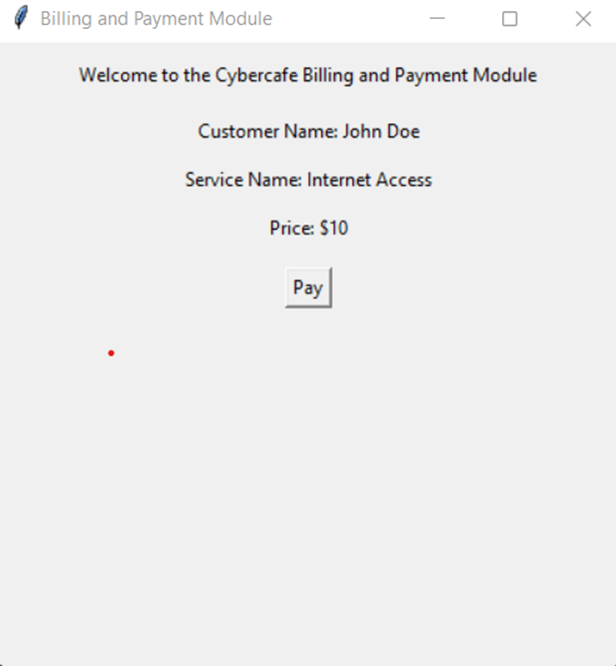 Billing and Payment Module
Welcome to the Cybercafe Billing and Payment Module
Customer Name: John Doe
Service Name: Internet Access
Price: $10
Pay